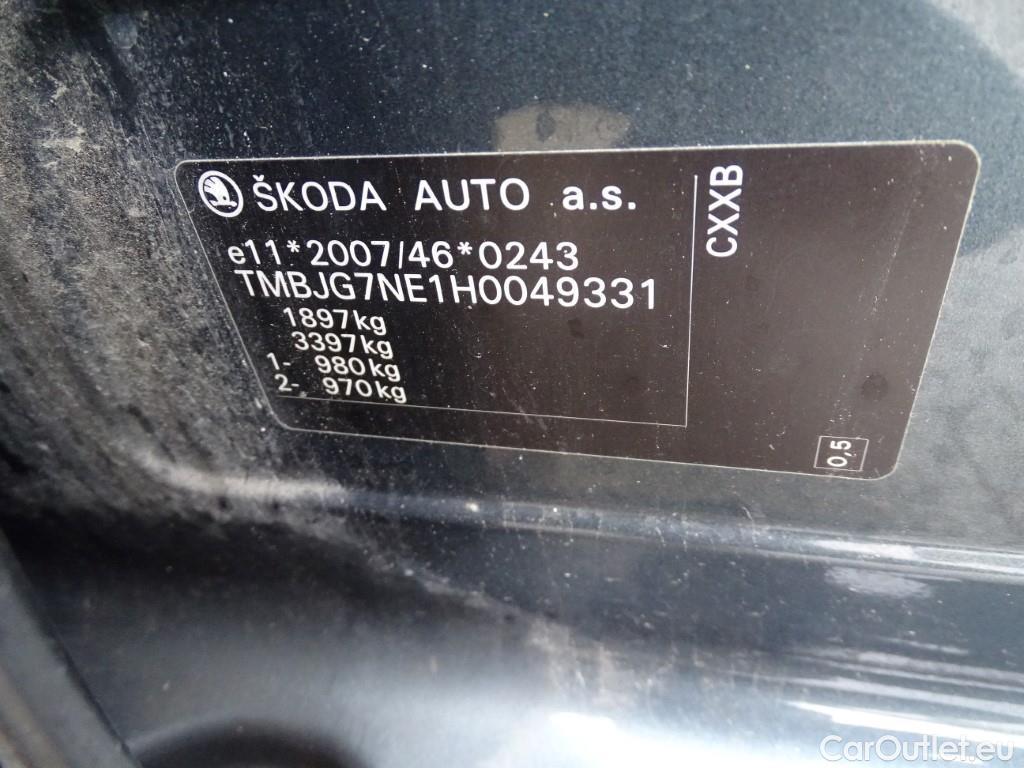 ŠKODA AUTO a.s.
e11*2007/46*0243
TMBJG7NE1H0049331
1897kg
3397kg
1- 980kg
2- 970kg
CXXB
0,5
CarOutlet.eu